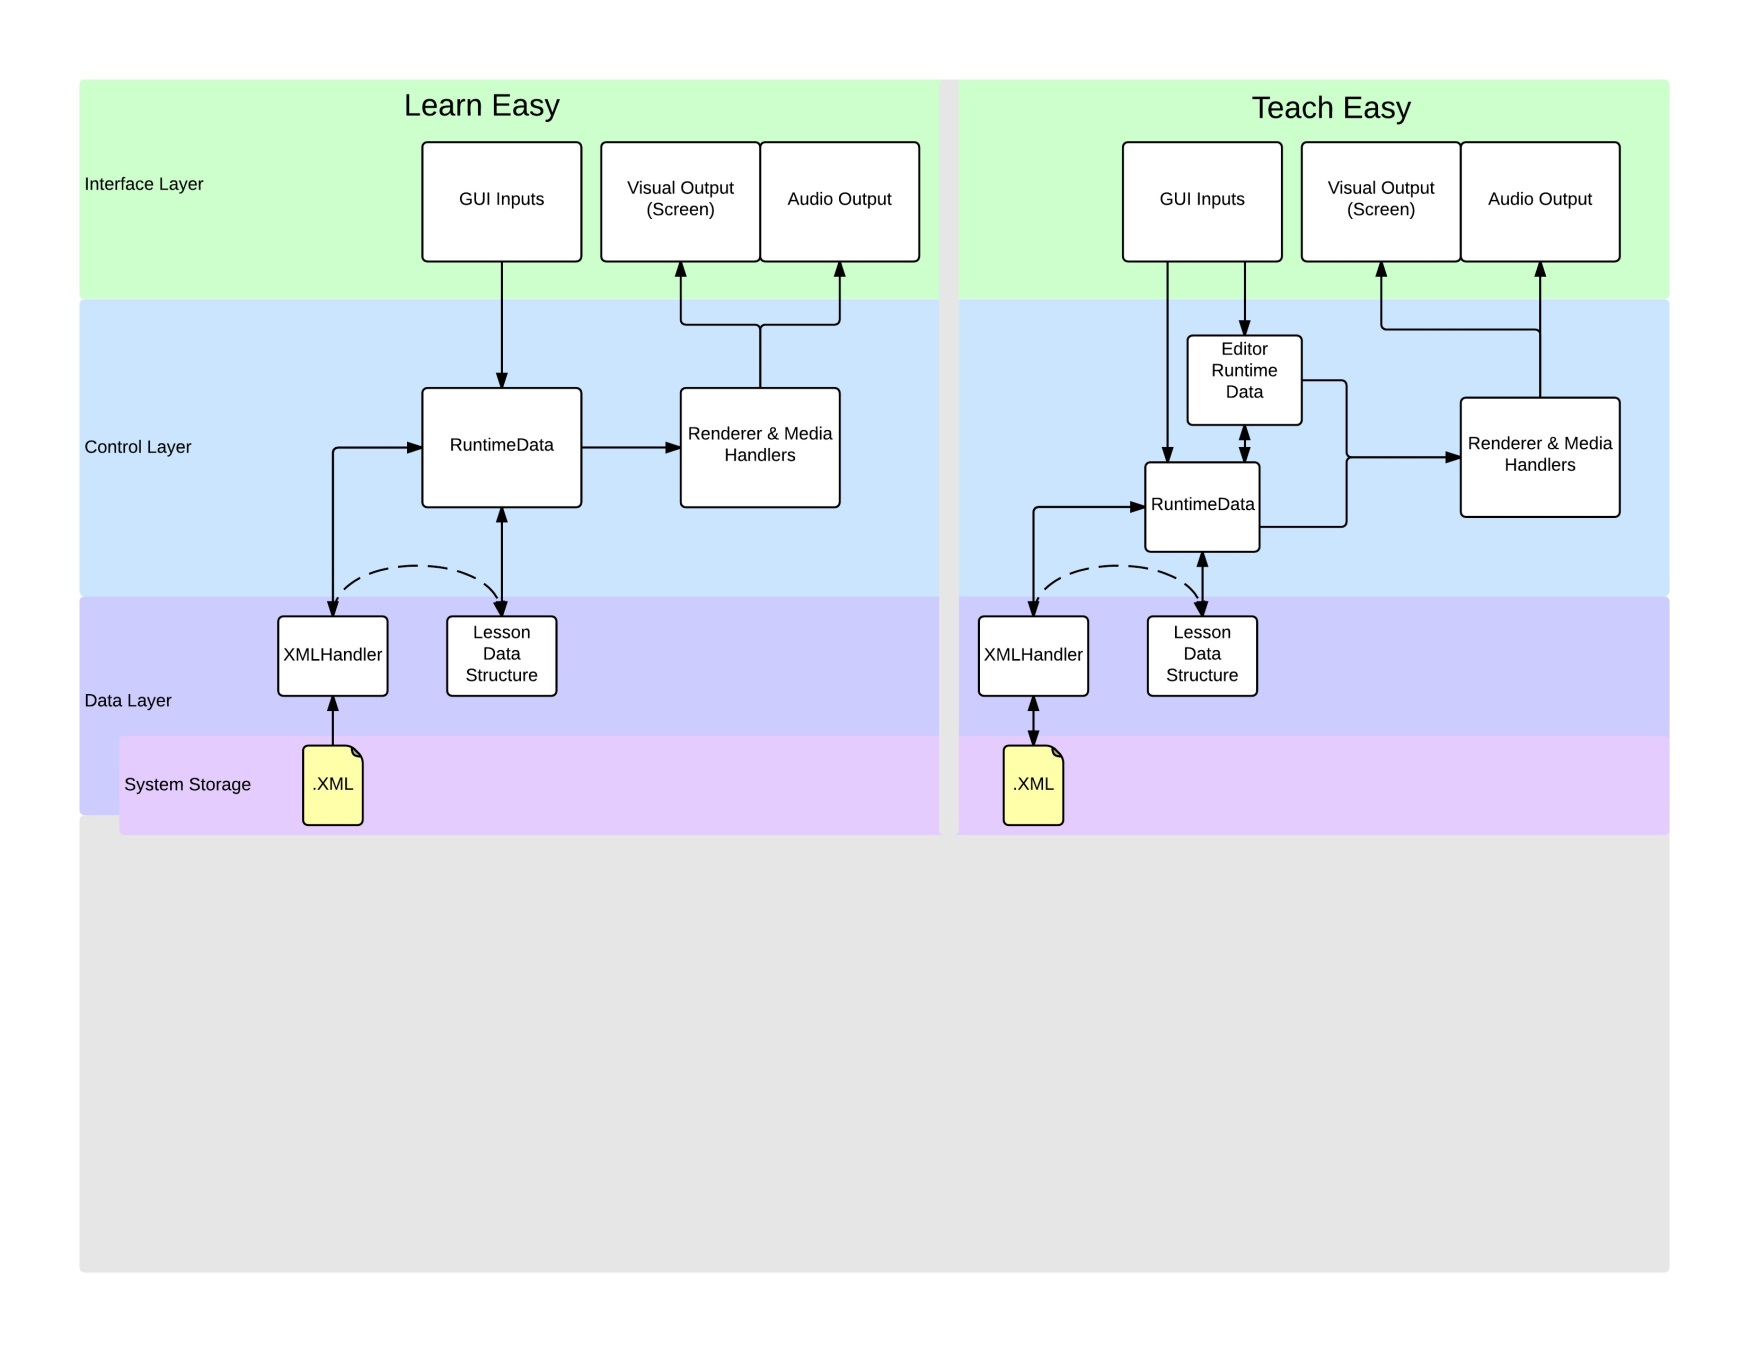 Learn Easy
Teach Easy
Interface Layer
GUI Inputs
Visual Output
(Screen)
Audio Output
GUI Inputs
Visual Output
(Screen)
Audio Output
Control Layer
RuntimeData
Renderer & Media
Handlers
Editor
Runtime
Data
RuntimeData
Renderer & Media
Handlers
Data Layer
XMLHandler
Lesson
Data
Structure
XMLHandler
Lesson
Data
Structure
System Storage
.XML
.XML